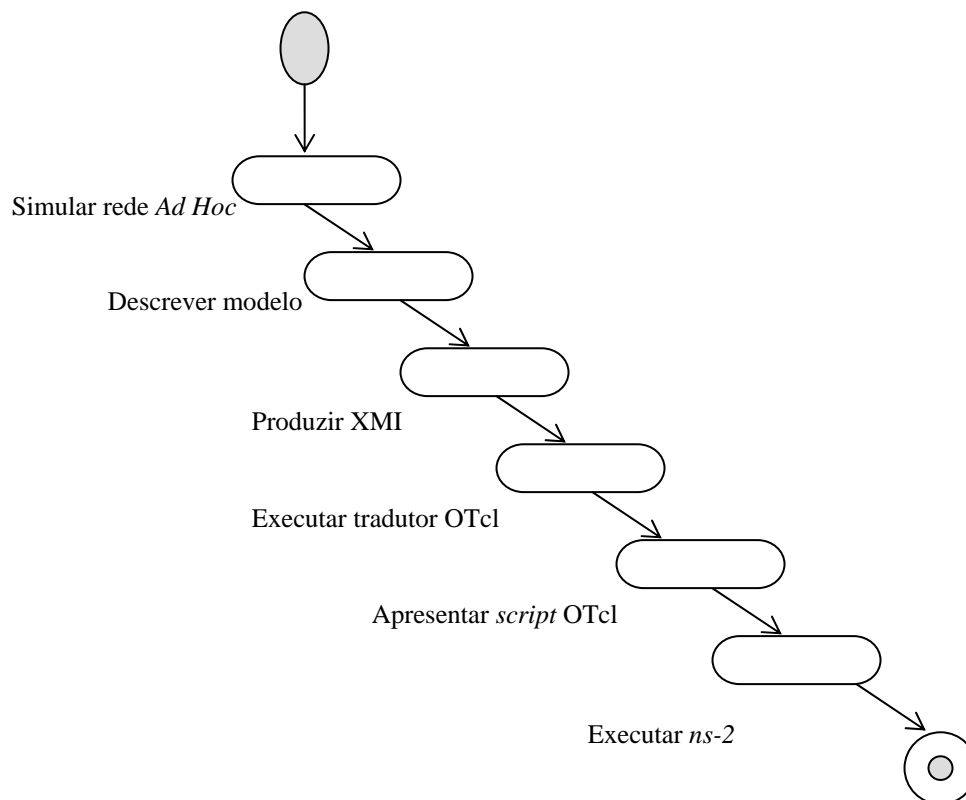 Simular rede Ad Hoc
Descrever modelo
Produzir XMI
Executar tradutor OTcl
Apresentar script OTcl
Executar ns-2